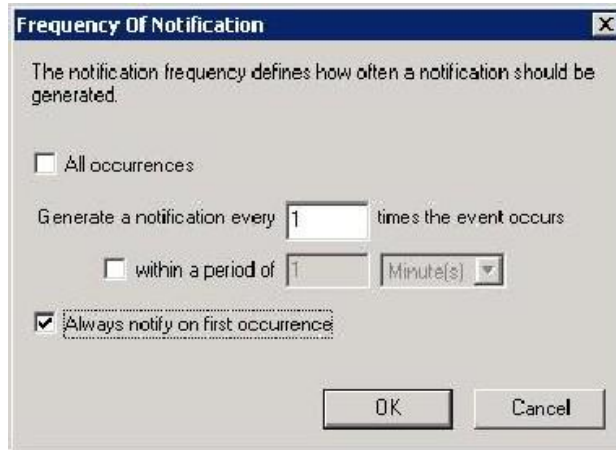 Frequency Of Notification
The notification frequency defines how often a notification should be
generated.
All occurrences
Generate a notification every 1 times the event occurs
within a period of 1 Minute(s)
Always notify on first occurrence
OK Cancel